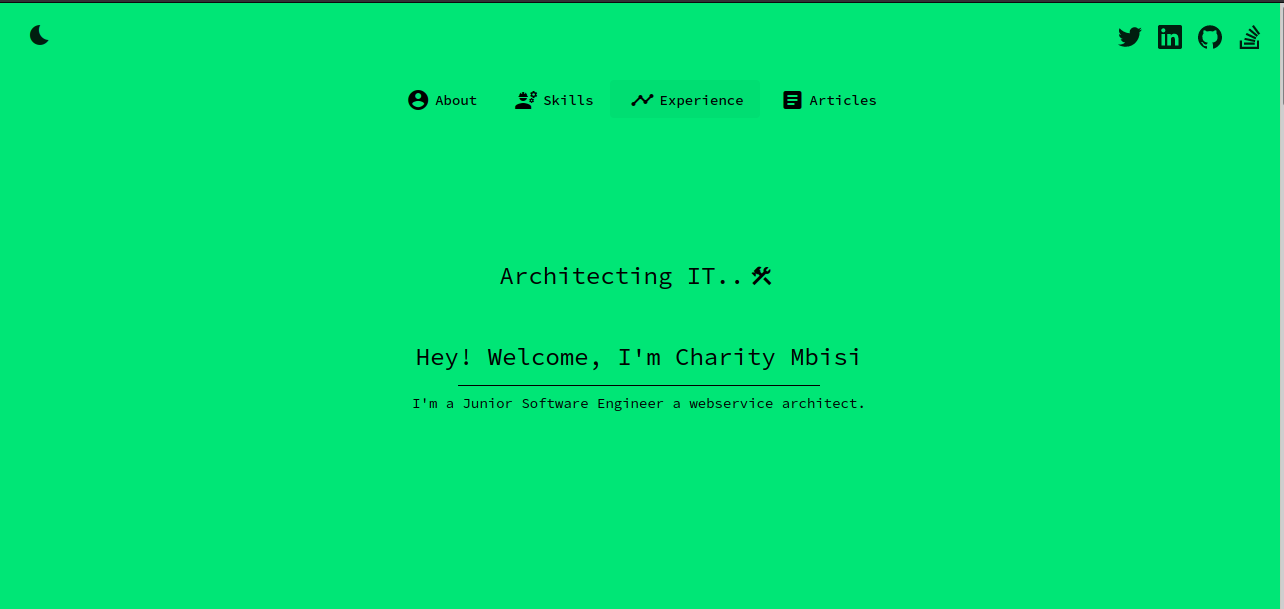 About Skills Experience Articles
Architecting IT..
Hey! Welcome, I'm Charity Mbisi
I'm a Junior Software Engineer a webservice architect.